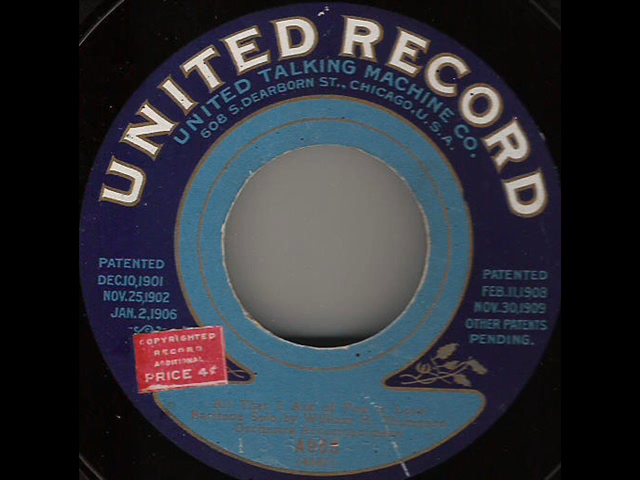 UNITED RECORD
UNITED TALKING MACHINE CO.
608 S. DEARBORN ST., CHICAGO, U.S.A.
PATENTED
DEC.10,1901
NOV.25,1902
JAN.2,1906
PATENTED
FEB.11,1908
NOV.30,1909
OTHER PATENTS
PENDING.
COPYRIGHTED
RECORD
ADDITIONAL
PRICE 4¢